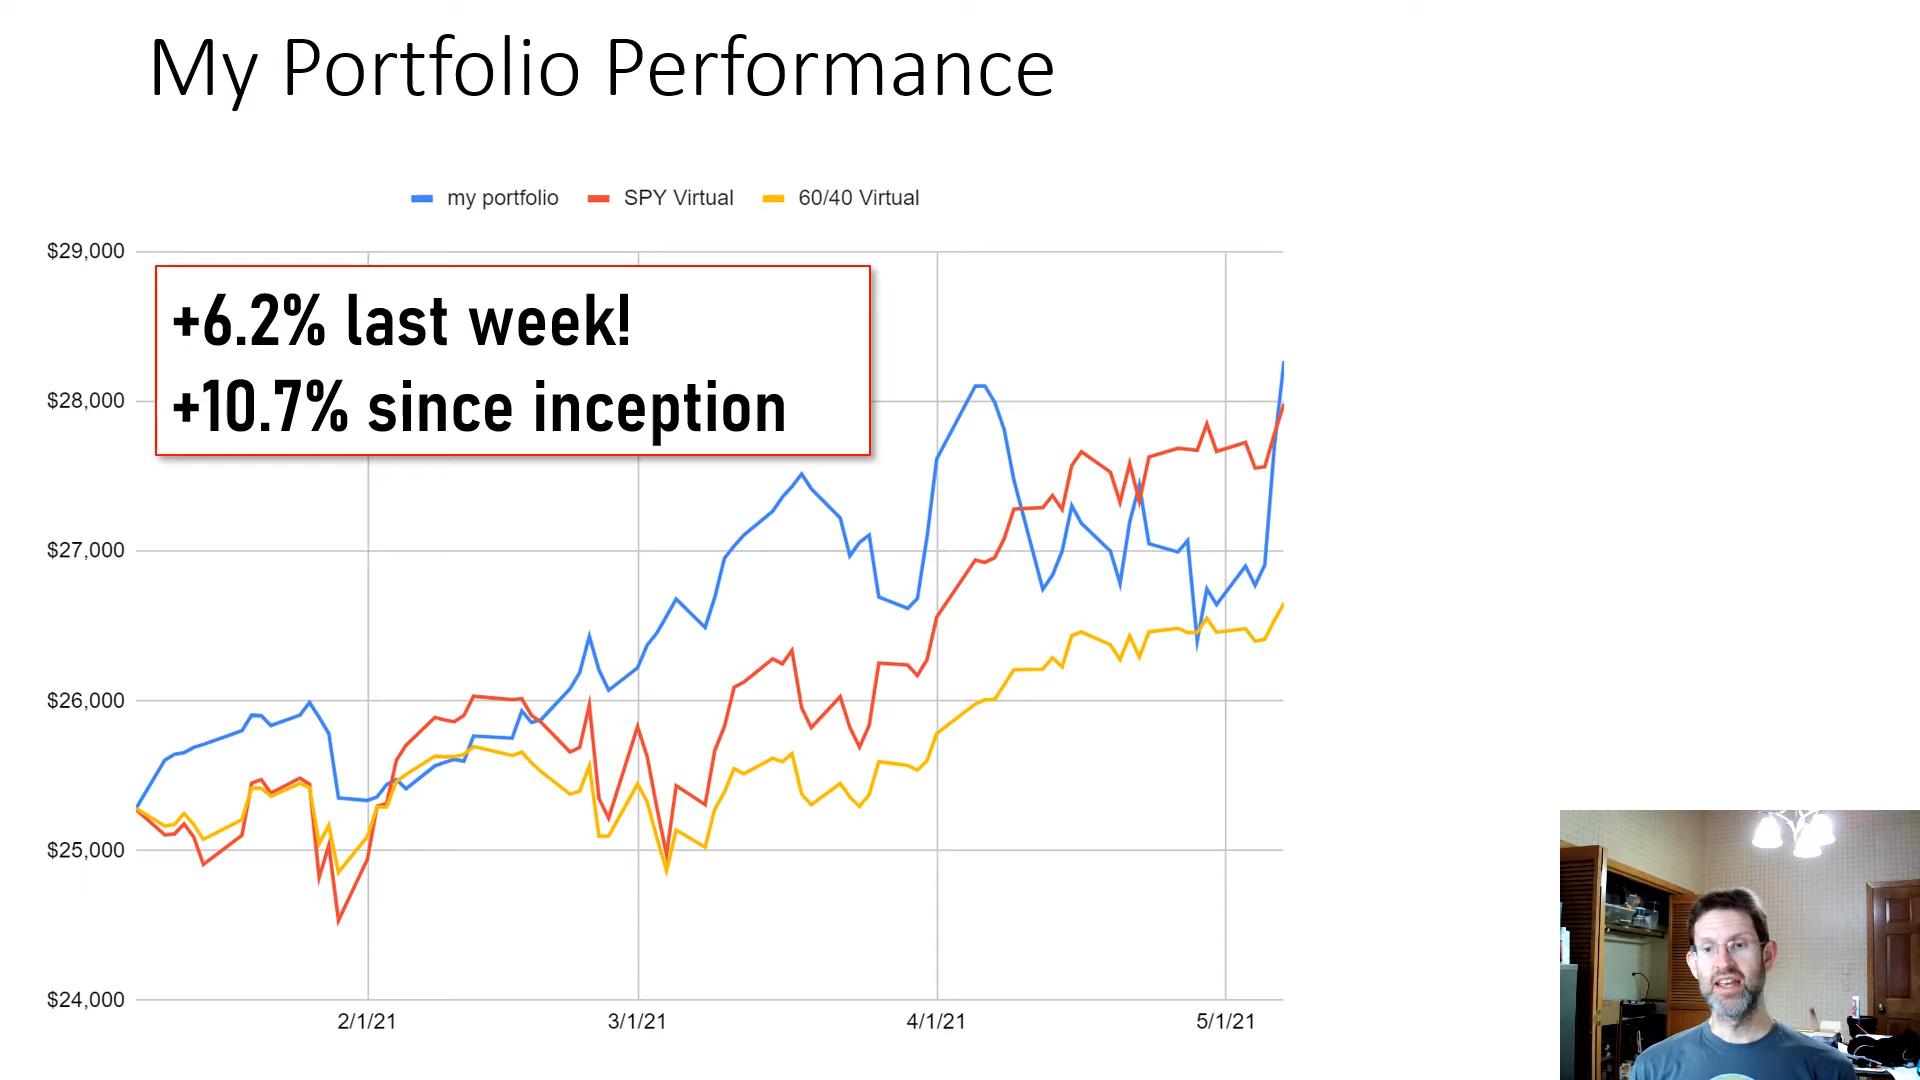 My Portfolio Performance
my portfolio SPY Virtual 60/40 Virtual
$29,000
+6.2% last week!
+10.7% since inception
$28,000
$27,000
$26,000
$25,000
$24,000
2/1/21 3/1/21 4/1/21 5/1/21